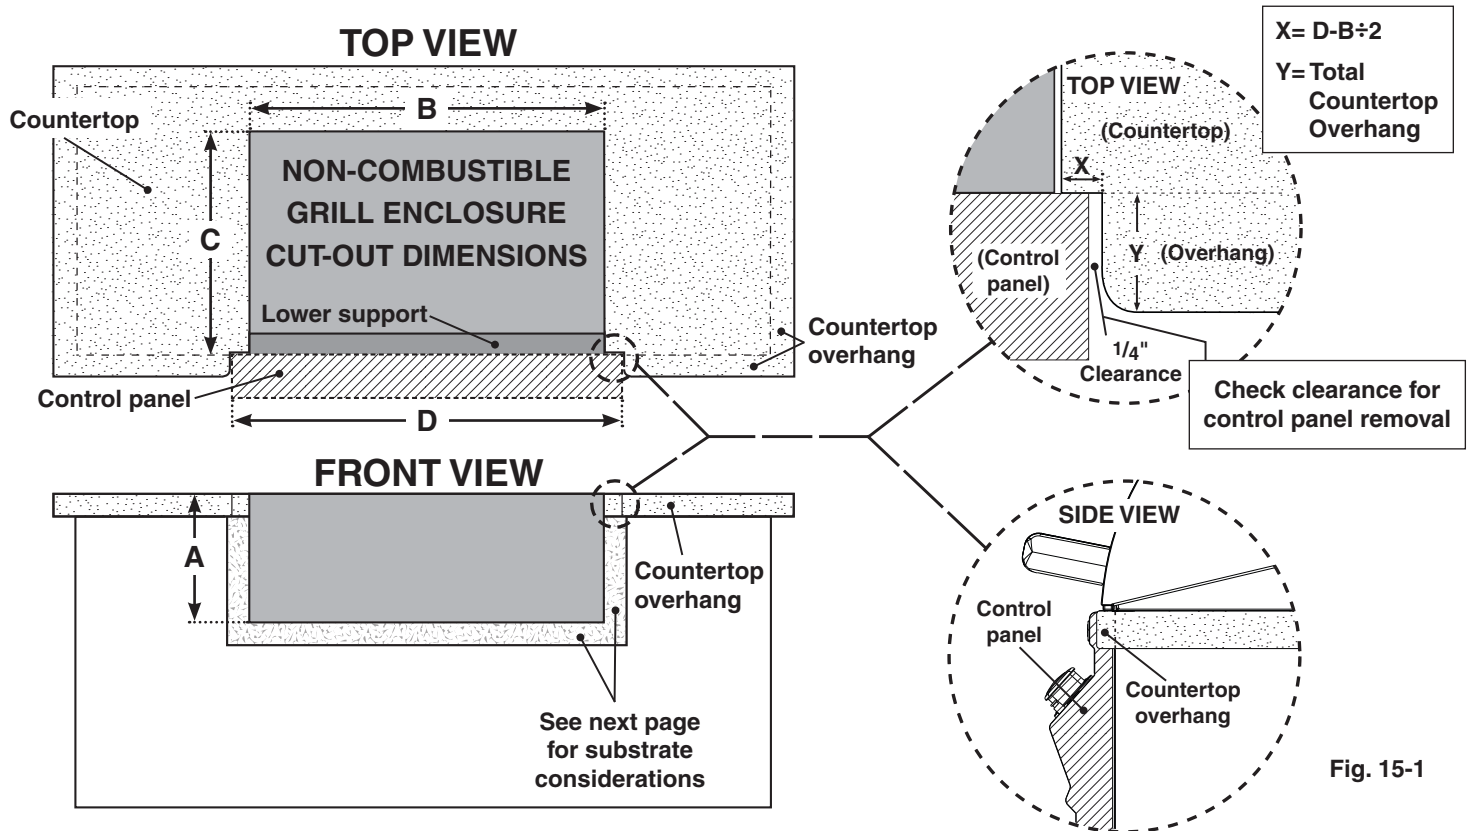 TOP VIEW
Countertop
B
NON-COMBUSTIBLE
GRILL ENCLOSURE
CUT-OUT DIMENSIONS
C
Lower support
Countertop
overhang
Control panel
D
X= D-B÷2
Y= Total
Countertop
Overhang
TOP VIEW
(Countertop)
X
(Control
panel)
Y
(Overhang)
1/4"
Clearance
Check clearance for
control panel removal
FRONT VIEW
A
Countertop
overhang
See next page
for substrate
considerations
SIDE VIEW
Control
panel
Countertop
overhang
Fig. 15-1